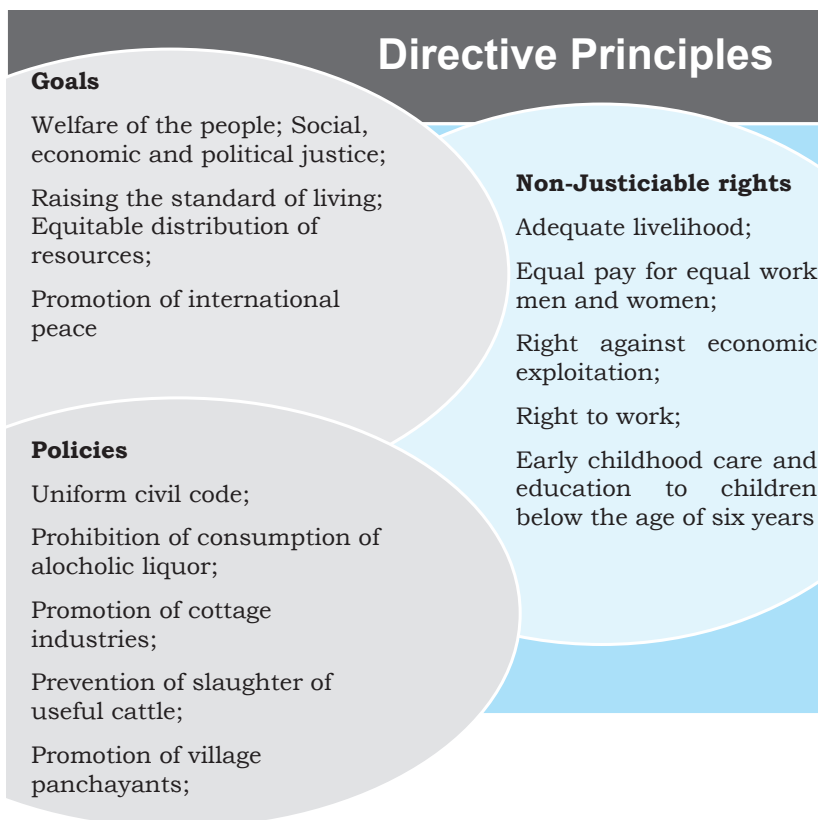 Directive Principles
Goals
Welfare of the people; Social,
economic and political justice;
Raising the standard of living;
Equitable distribution of
resources;
Promotion of international
peace
Non-Justiciable rights
Adequate livelihood;
Equal pay for equal work
men and women;
Right against economic
exploitation;
Right to work;
Early childhood care and
education to children
below the age of six years
Policies
Uniform civil code;
Prohibition of consumption of
alocholic liquor;
Promotion of cottage
industries;
Prevention of slaughter of
useful cattle;
Promotion of village
panchayants;